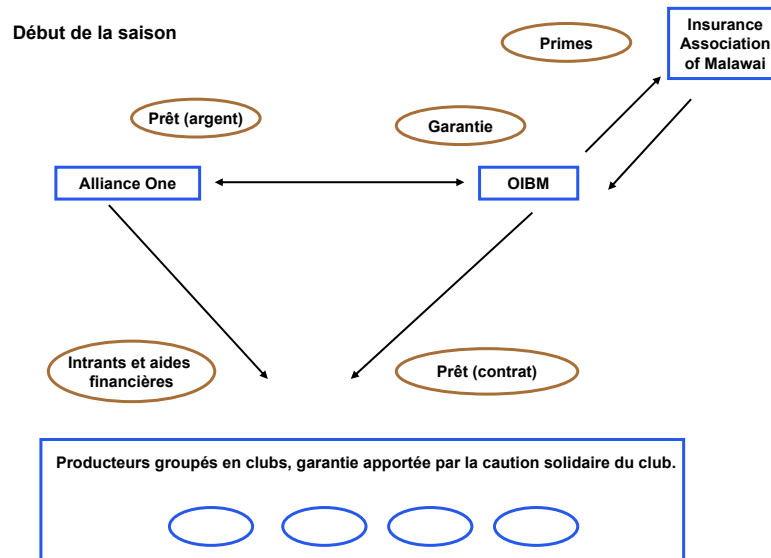 Début de la saison
Primes
Insurance
Association
of Malawai
Prêt (argent)
Garantie
Alliance One
OIBM
Intrants et aides
financières
Prêt (contrat)
Producteurs groupés en clubs, garantie apportée par la caution solidaire du club.